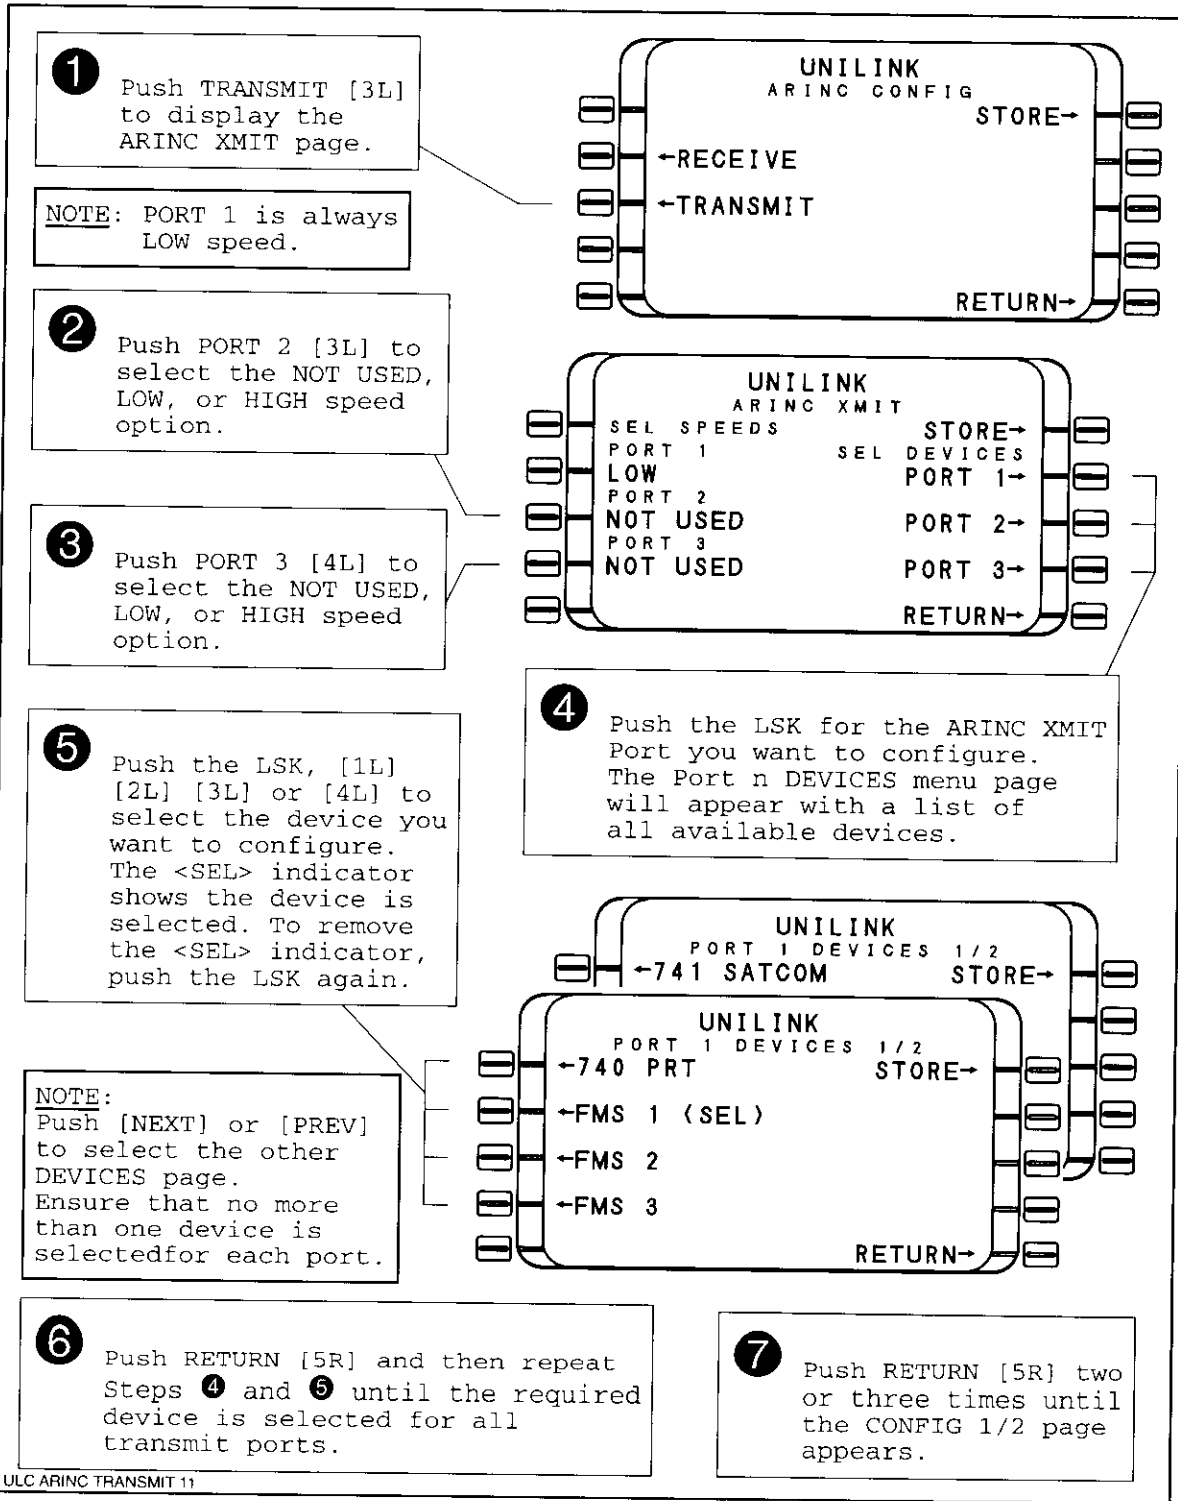 1
Push TRANSMIT [3L]
to display the
ARINC XMIT page.
NOTE: PORT 1 is always
LOW speed.
UNILINK
ARINC CONFIG
STORE→
←RECEIVE
←TRANSMIT
RETURN→
2
Push PORT 2 [3L] to
select the NOT USED,
LOW, or HIGH speed
option.
3
Push PORT 3 [4L] to
select the NOT USED,
LOW, or HIGH speed
option.
UNILINK
ARINC XMIT
SEL SPEEDS STORE→
PORT 1 SEL DEVICES
LOW PORT 1→
PORT 2
NOT USED PORT 2→
PORT 3
NOT USED PORT 3→
RETURN→
4
Push the LSK for the ARINC XMIT
Port you want to configure.
The Port n DEVICES menu page
will appear with a list of
all available devices.
5
Push the LSK, [1L]
[2L] [3L] or [4L] to
select the device you
want to configure.
The <SEL> indicator
shows the device is
selected. To remove
the <SEL> indicator,
push the LSK again.
UNILINK
PORT 1 DEVICES 1/2
←741 SATCOM STORE→
UNILINK
PORT 1 DEVICES 1/2
←740 PRT STORE→
←FMS 1 (SEL)
←FMS 2
←FMS 3
RETURN→
NOTE:
Push [NEXT] or [PREV]
to select the other
DEVICES page.
Ensure that no more
than one device is
selectedfor each port.
6
Push RETURN [5R] and then repeat
Steps 4 and 5 until the required
device is selected for all
transmit ports.
7
Push RETURN [5R] two
or three times until
the CONFIG 1/2 page
appears.
ULC ARINC TRANSMIT 11